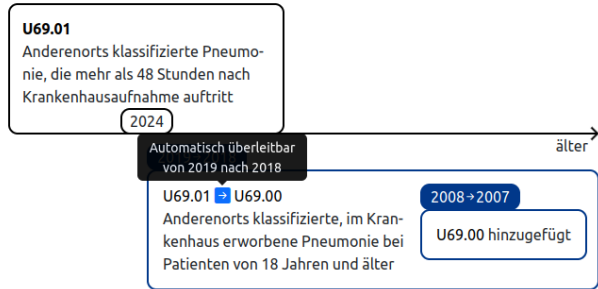 U69.01
Anderenorts klassifizierte Pneumo-
nie, die mehr als 48 Stunden nach
Krankenhausaufnahme auftritt
2024
älter
Automatisch überleitbar
von 2019 nach 2018
2019→2018
U69.01 → U69.00
Anderenorts klassifizierte, im Kran-
kenhaus erworbene Pneumonie bei
Patienten von 18 Jahren und älter
2008→2007
U69.00 hinzugefügt